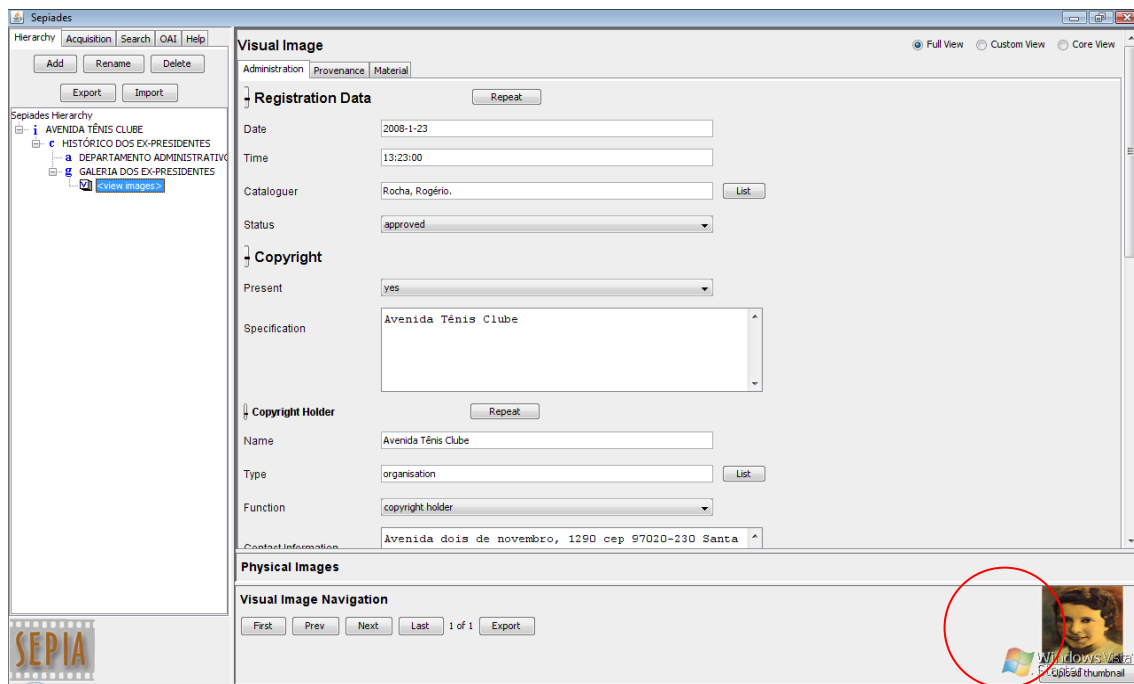 Sepiades
Hierarchy Acquisition Search OAI Help
Add Rename Delete
Export Import
Sepiades Hierarchy
i AVENIDA TÊNIS CLUBE
c HISTÓRICO DOS EX-PRESIDENTES
a DEPARTAMENTO ADMINISTRATIVO
g GALERIA DOS EX-PRESIDENTES
<view images>
SEPIA
Visual Image Full View Custom View Core View
Administration Provenance Material
Registration Data Repeat
Date 2008-1-23
Time 13:23:00
Cataloguer Rocha, Rogério. List
Status approved
Copyright
Present yes
Specification Avenida Tênis Clube
Copyright Holder Repeat
Name Avenida Tênis Clube
Type organisation List
Function copyright holder
Contact Information Avenida dois de novembro, 1290 cep 97020-230 Santa
Physical Images
Visual Image Navigation
First Prev Next Last 1 of 1 Export
Windows Vista
Upload thumbnail